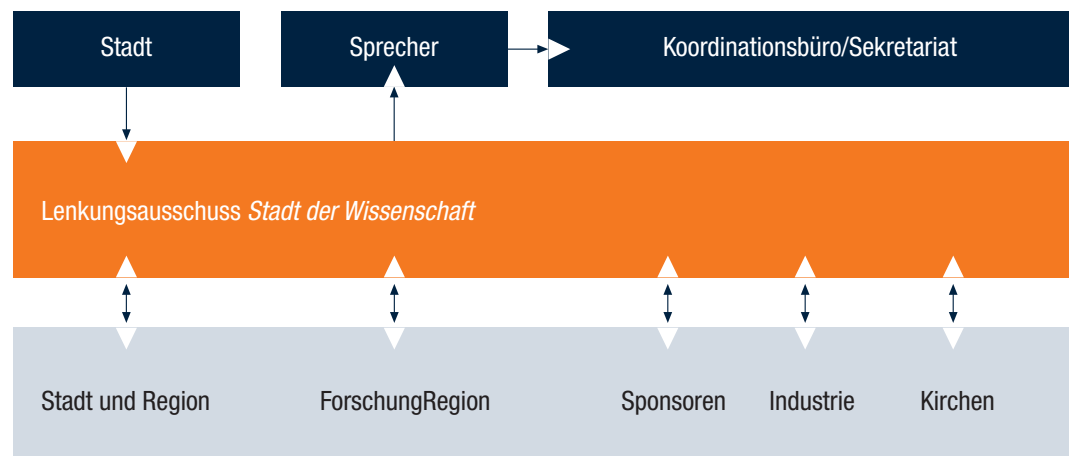 Stadt
Sprecher
Koordinationsbüro/Sekretariat
Lenkungsausschuss Stadt der Wissenschaft
Stadt und Region
ForschungRegion
Sponsoren
Industrie
Kirchen